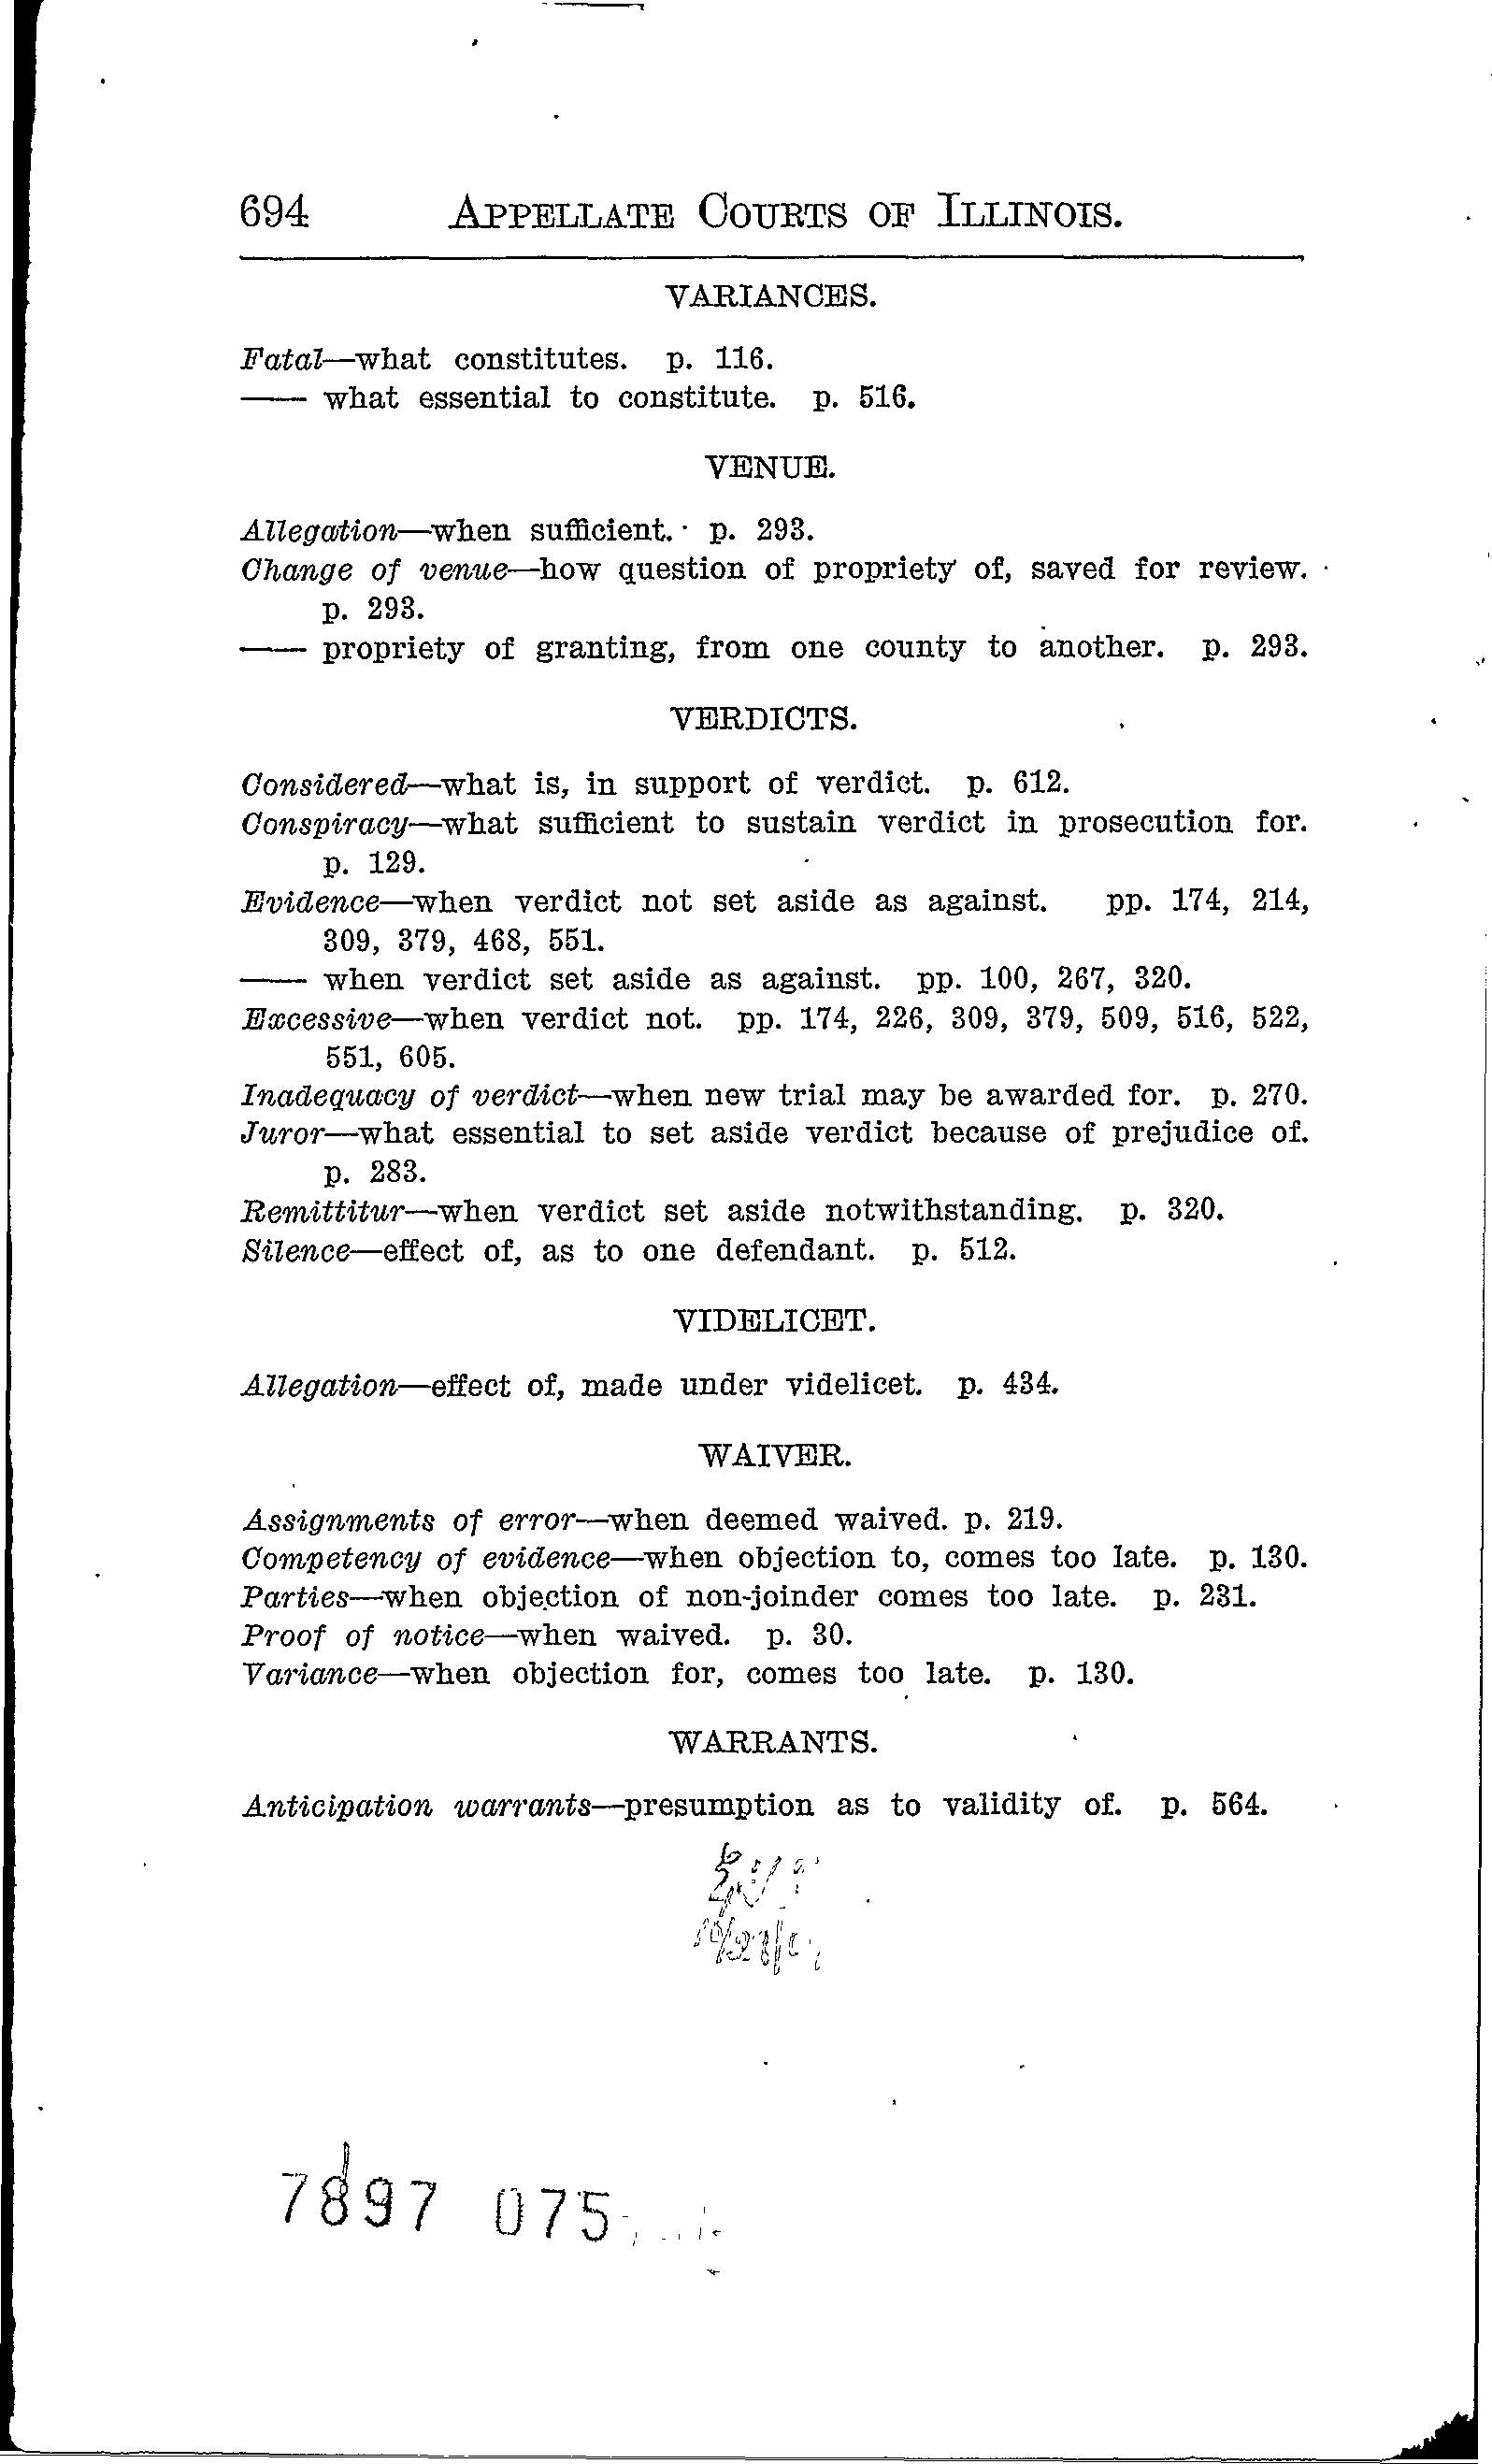 694 APPELLATE COURTS OF ILLINOIS.
VARIANCES.
Fatal—what constitutes. p. 116.
—— what essential to constitute. p. 516.
VENUE.
Allegation—when sufficient. p. 293.
Change of venue—how question of propriety of, saved for review.
p. 293.
—— propriety of granting, from one county to another. p. 293.
VERDICTS.
Considered—what is, in support of verdict. p. 612.
Conspiracy—what sufficient to sustain verdict in prosecution for.
p. 129.
Evidence—when verdict not set aside as against. pp. 174, 214,
309, 379, 468, 551.
—— when verdict set aside as against. pp. 100, 267, 320.
Excessive—when verdict not. pp. 174, 226, 309, 379, 509, 516, 522,
551, 605.
Inadequacy of verdict—when new trial may be awarded for. p. 270.
Juror—what essential to set aside verdict because of prejudice of.
p. 283.
Remittitur—when verdict set aside notwithstanding. p. 320.
Silence—effect of, as to one defendant. p. 512.
VIDELICET.
Allegation—effect of, made under videlicet. p. 434.
WAIVER.
Assignments of error—when deemed waived. p. 219.
Competency of evidence—when objection to, comes too late. p. 130.
Parties—when objection of non-joinder comes too late. p. 231.
Proof of notice—when waived. p. 30.
Variance—when objection for, comes too late. p. 130.
WARRANTS.
Anticipation warrants—presumption as to validity of. p. 564.
7897 075